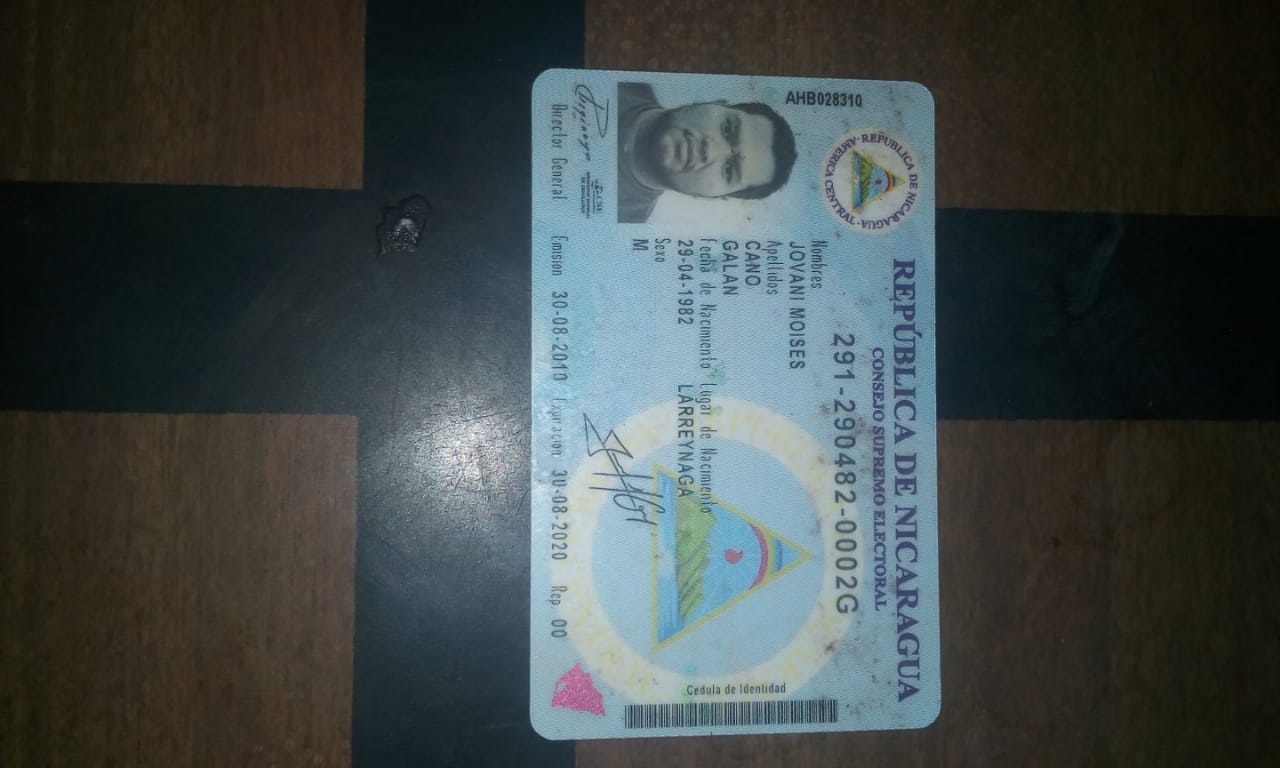 REPÚBLICA DE NICARAGUA
CONSEJO SUPREMO ELECTORAL
REPUBLICA DE NICARAGUA
AMERICA CENTRAL
AHB028310
291-290482-0002G
Nombres
JOVANI MOISES
Apellidos
CANO
GALAN
Fecha de Nacimiento Lugar de Nacimiento
29-04-1982 LARREYNAGA
Sexo
M
CSE
Director General Emision 30-08-2010 Expiracion 30-08-2020 Rep. 00
Cedula de Identidad